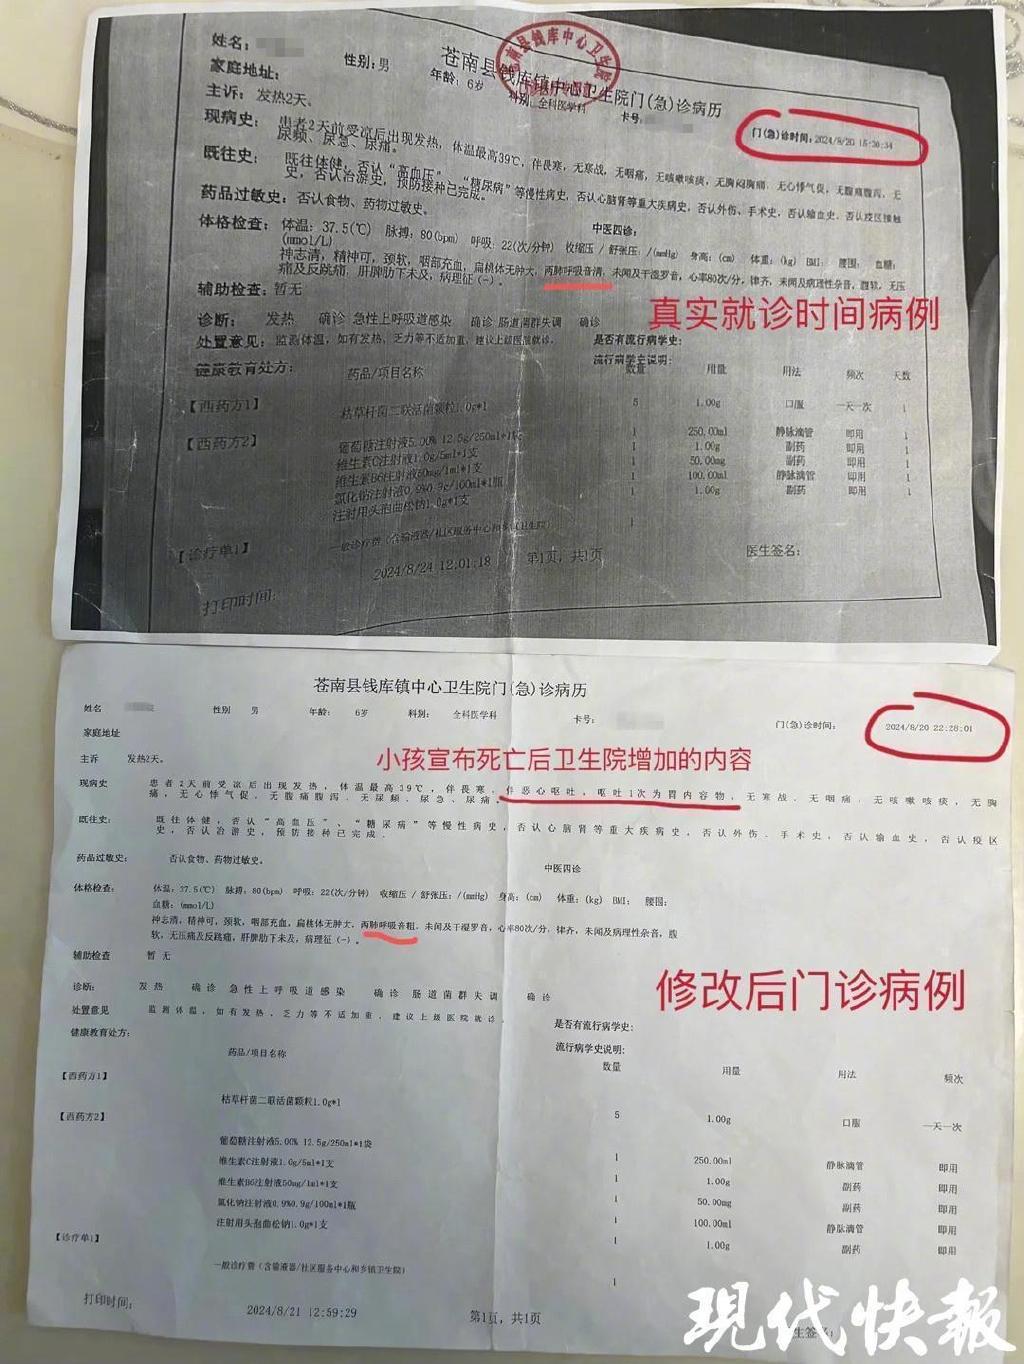 姓名:
性别:男
苍南县钱库镇中心卫生院门(急)诊病历
年龄: 6岁
科别: 全科医学科
卡号
家庭地址:
主诉: 发热2天。
门(急)诊时间: 2024/8/20 15:30:34
现病史: 患者2天前受凉后出现发热, 体温最高39℃, 伴畏寒, 无寒战, 无咽痛, 无咳嗽咳痰, 无胸闷胸痛, 无心悸气促, 无腹痛腹泻, 无
尿频、尿急、尿痛。
既往史: 既往体健, 否认“高血压”、“糖尿病”等慢性病史, 否认心脑肾等重大疾病史, 否认外伤、手术史, 否认输血史, 否认疫区接触
史, 否认冶游史, 预防接种已完成。
药品过敏史: 否认食物、药物过敏史。
中医四诊:
体格检查: 体温: 37.5(℃) 脉搏: 80(bpm) 呼吸: 22(次/分钟) 收缩压 / 舒张压: /(mmHg) 身高: (cm) 体重: (kg) BMI: 腰围: 血糖:
(mmol/L)
神志清, 精神可, 颈软, 咽部充血, 扁桃体无肿大, 两肺呼吸音清, 未闻及干湿罗音, 心率80次/分, 律齐, 未闻及病理性杂音, 腹软, 无压
痛及反跳痛, 肝脾肋下未及, 病理征(-)。
辅助检查: 暂无
真实就诊时间病例
诊断: 发热 确诊 急性上呼吸道感染 确诊 肠道菌群失调 确诊
处置意见: 监测体温, 如有发热、乏力等不适加重, 建议上级医院就诊。
是否有流行病学史:
流行病学史说明:
健康教育处方:
药品/项目名称 数量 用量 用法 频次 天数
【西药方1】
枯草杆菌二联活菌颗粒1.0g*1 5 1.00g 口服 一天一次 1
【西药方2】
葡萄糖注射液5.00% 12.5g/250ml*1袋 1 250.00ml 静脉滴管 即用 1
维生素C注射液1.0g/5ml*1支 1 1.00g 副药 即用 1
维生素B6注射液50mg/1ml*1支 1 50.00mg 副药 即用 1
氯化钠注射液0.9%0.9g/100ml*1瓶 1 100.00ml 静脉滴管 即用 1
注射用头孢曲松钠1.0g*1支 1 1.00g 副药 即用 1
【诊疗单1】
一般诊疗费(含输液器/社区服务中心和乡镇卫生院) 1
打印时间: 2024/8/24 12:01:18 第1页, 共1页 医生签名:
苍南县钱库镇中心卫生院门(急)诊病历
姓名 性别 男 年龄: 6岁 科别: 全科医学科 卡号: 门(急)诊时间: 2024/8/20 22:28:01
家庭地址
小孩宣布死亡后卫生院增加的内容
主诉 发热2天。
现病史 患者2天前受凉后出现发热, 体温最高39℃, 伴畏寒, 伴恶心呕吐, 呕吐1次为胃内容物, 无寒战, 无咽痛, 无咳嗽咳痰, 无胸
痛, 无心悸气促, 无腹痛腹泻, 无尿频、尿急、尿痛。
既往史: 既往体健, 否认“高血压”、“糖尿病”等慢性病史, 否认心脑肾等重大疾病史, 否认外伤、手术史, 否认输血史, 否认疫区
史, 否认冶游史, 预防接种已完成。
药品过敏史: 否认食物、药物过敏史。
中医四诊
体格检查: 体温: 37.5(℃) 脉搏: 80(bpm) 呼吸: 22(次/分钟) 收缩压 / 舒张压: /(mmHg) 身高: (cm) 体重: (kg) BMI: 腰围:
血糖: (mmol/L)
神志清, 精神可, 颈软, 咽部充血, 扁桃体无肿大, 两肺呼吸音粗, 未闻及干湿罗音, 心率80次/分, 律齐, 未闻及病理性杂音, 腹
软, 无压痛及反跳痛, 肝脾肋下未及, 病理征(-)。
辅助检查 暂无
修改后门诊病例
诊断: 发热 确诊 急性上呼吸道感染 确诊 肠道菌群失调 确诊
处置意见 监测体温, 如有发热、乏力等不适加重, 建议上级医院就诊。
是否有流行病学史:
健康教育处方:
流行病学史说明:
药品/项目名称 数量 用量 用法 频次
【西药方1】
枯草杆菌二联活菌颗粒1.0g*1 5 1.00g 口服 一天一次
【西药方2】
葡萄糖注射液5.00% 12.5g/250ml*1袋 1 250.00ml 静脉滴管 即用
维生素C注射液1.0g/5ml*1支 1 1.00g 副药 即用
维生素B6注射液50mg/1ml*1支 1 50.00mg 副药 即用
氯化钠注射液0.9%0.9g/100ml*1瓶 1 100.00ml 静脉滴管 即用
注射用头孢曲松钠1.0g*1支 1 1.00g 副药 即用
【诊疗单1】
一般诊疗费(含输液器/社区服务中心和乡镇卫生院) 1
打印时间: 2024/8/21 12:59:29 第1页, 共1页 生签名:
现代快报